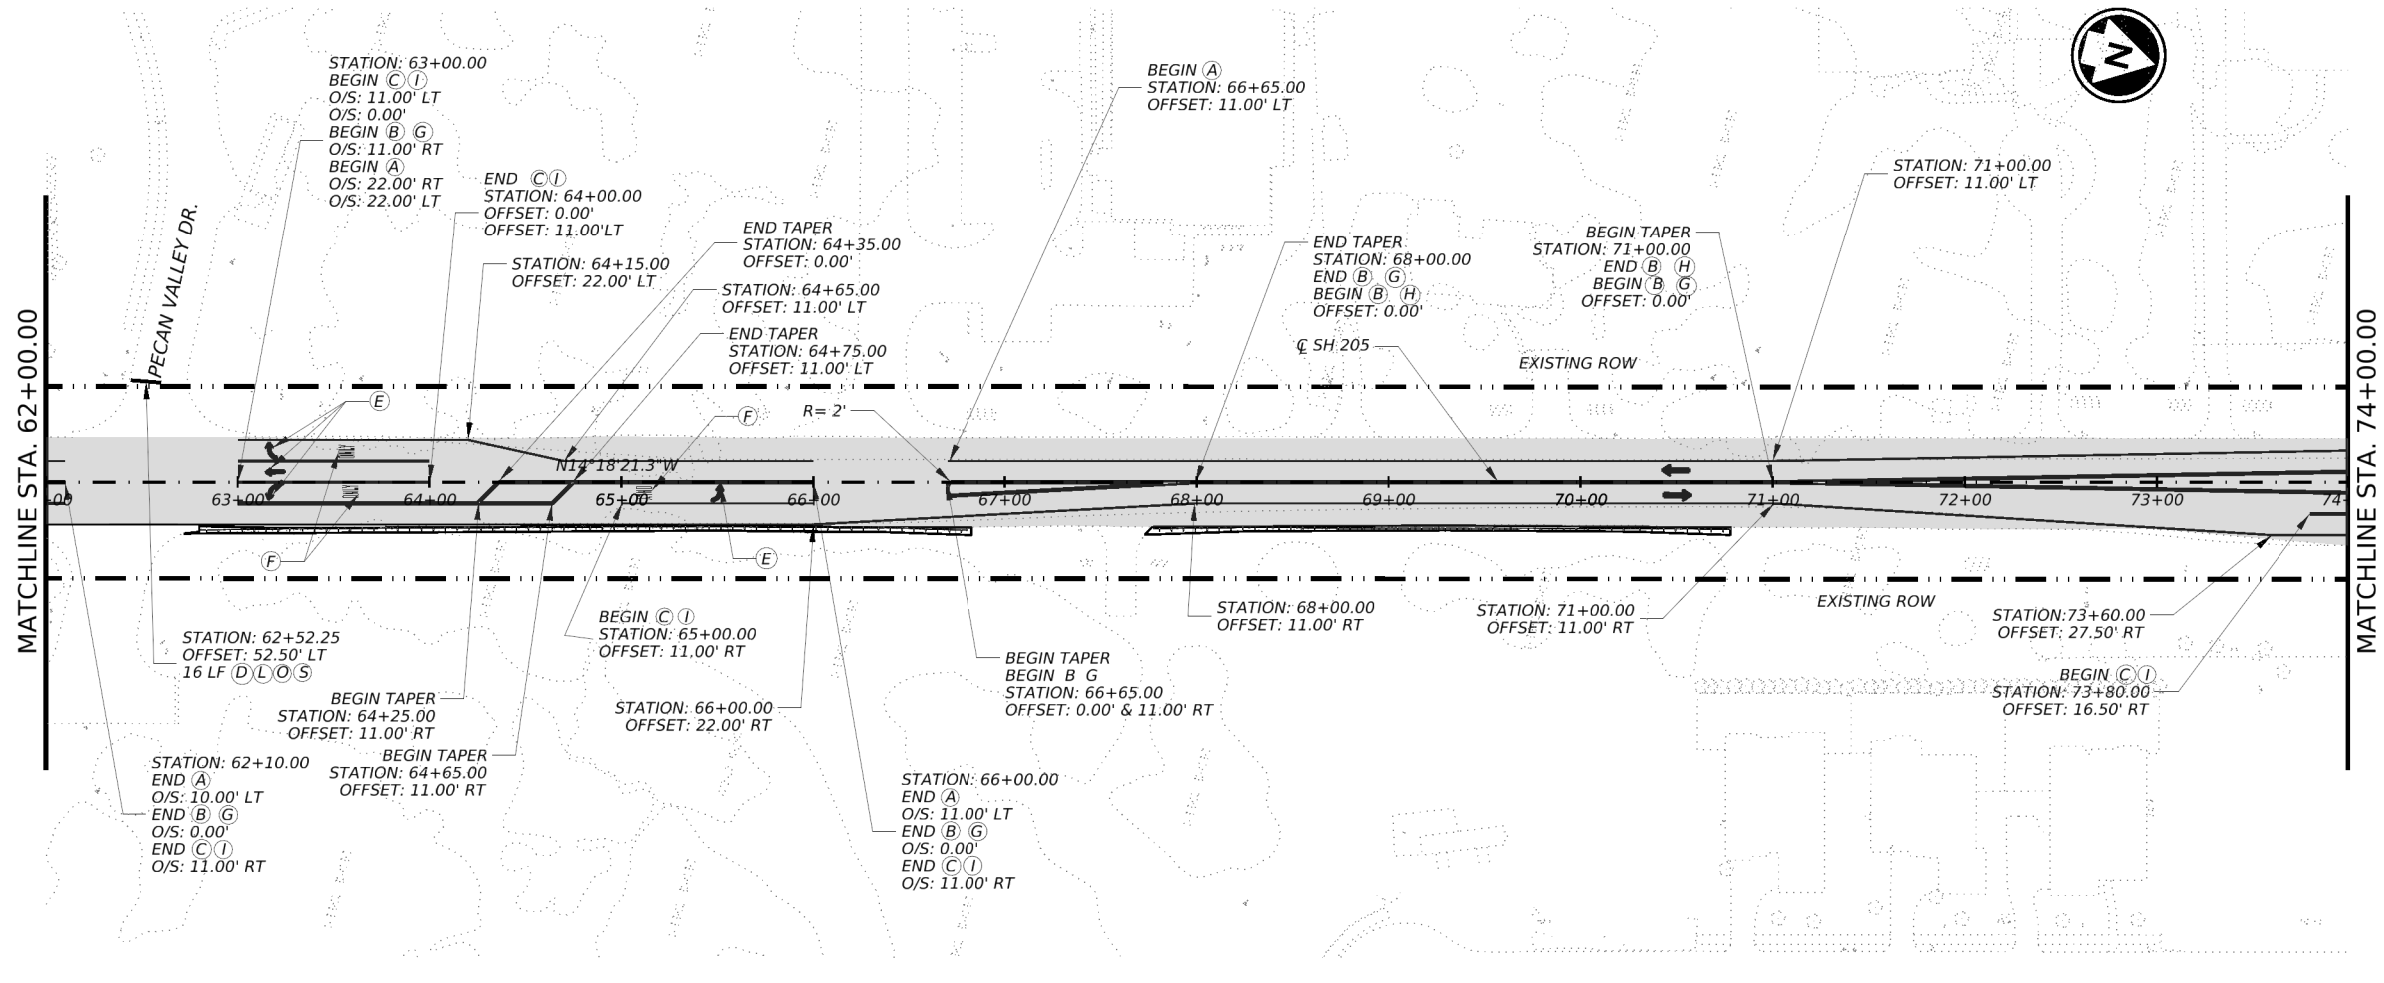 STATION: 63+00.00
BEGIN C I
O/S: 11.00' LT
O/S: 0.00'
BEGIN B G
O/S: 11.00' RT
BEGIN A
O/S: 22.00' RT
O/S: 22.00' LT
END C I
STATION: 64+00.00
OFFSET: 0.00'
OFFSET: 11.00'LT
STATION: 64+15.00
OFFSET: 22.00' LT
END TAPER
STATION: 64+35.00
OFFSET: 0.00'
STATION: 64+65.00
OFFSET: 11.00' LT
END TAPER
STATION: 64+75.00
OFFSET: 11.00' LT
BEGIN A
STATION: 66+65.00
OFFSET: 11.00' LT
END TAPER
STATION: 68+00.00
END B G
BEGIN B H
OFFSET: 0.00'
BEGIN TAPER
STATION: 71+00.00
END B H
BEGIN B G
OFFSET: 0.00'
STATION: 71+00.00
OFFSET: 11.00' LT
N
PECAN VALLEY DR.
℄ SH 205
EXISTING ROW
E
F
R= 2'
MATCHLINE STA. 62+00.00
MATCHLINE STA. 74+00.00
N14°18'21.3"W
+00
63+00
64+00
65+00
66+00
67+00
68+00
69+00
70+00
71+00
72+00
73+00
74-
F
E
EXISTING ROW
STATION: 62+52.25
OFFSET: 52.50' LT
16 LF D L O S
BEGIN TAPER
STATION: 64+25.00
OFFSET: 11.00' RT
BEGIN TAPER
STATION: 64+65.00
OFFSET: 11.00' RT
BEGIN C I
STATION: 65+00.00
OFFSET: 11,00' RT
STATION: 66+00.00
OFFSET: 22.00' RT
BEGIN TAPER
BEGIN B G
STATION: 66+65.00
OFFSET: 0.00' & 11.00' RT
STATION: 68+00.00
OFFSET: 11.00' RT
STATION: 71+00.00
OFFSET: 11.00' RT
STATION:73+60.00
OFFSET: 27.50' RT
BEGIN C I
STATION: 73+80.00
OFFSET: 16.50' RT
STATION: 62+10.00
END A
O/S: 10.00' LT
END B G
O/S: 0.00'
END C I
O/S: 11.00' RT
STATION: 66+00.00
END A
O/S: 11.00' LT
END B G
O/S: 0.00'
END C I
O/S: 11.00' RT